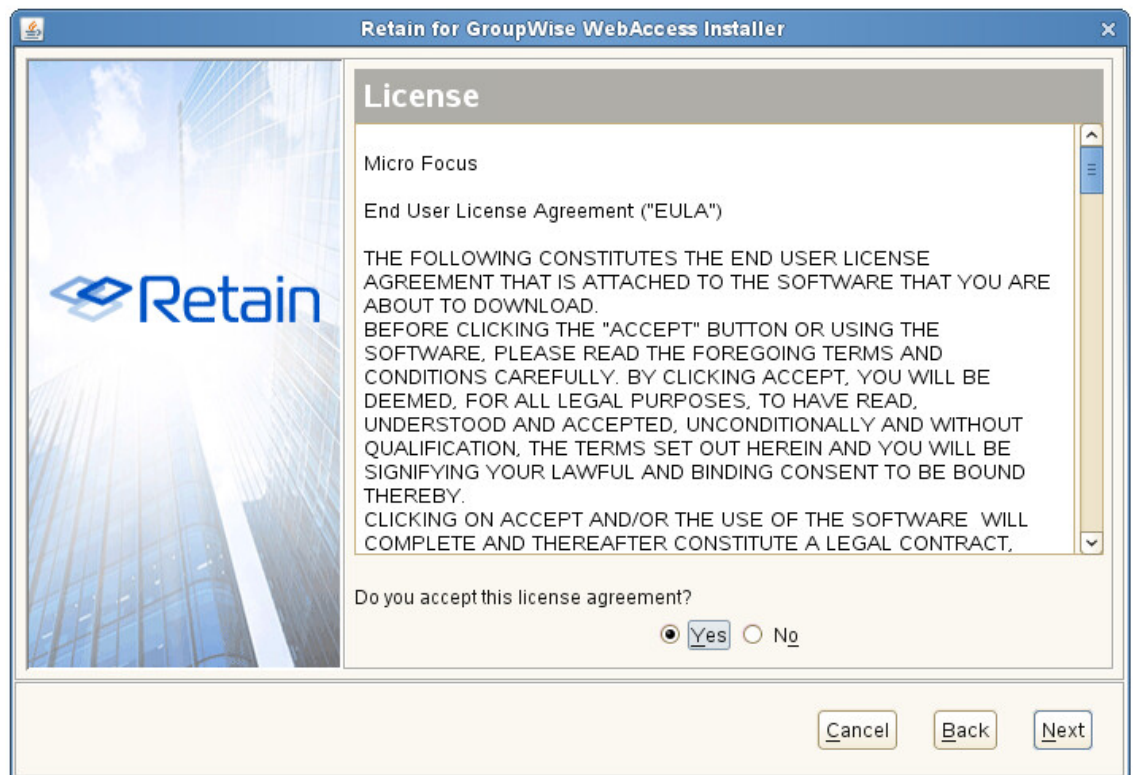 Retain for GroupWise WebAccess Installer
License
Micro Focus
End User License Agreement ("EULA")
THE FOLLOWING CONSTITUTES THE END USER LICENSE
AGREEMENT THAT IS ATTACHED TO THE SOFTWARE THAT YOU ARE
ABOUT TO DOWNLOAD.
BEFORE CLICKING THE "ACCEPT" BUTTON OR USING THE
SOFTWARE, PLEASE READ THE FOREGOING TERMS AND
CONDITIONS CAREFULLY. BY CLICKING ACCEPT, YOU WILL BE
DEEMED, FOR ALL LEGAL PURPOSES, TO HAVE READ,
UNDERSTOOD AND ACCEPTED, UNCONDITIONALLY AND WITHOUT
QUALIFICATION, THE TERMS SET OUT HEREIN AND YOU WILL BE
SIGNIFYING YOUR LAWFUL AND BINDING CONSENT TO BE BOUND
THEREBY.
CLICKING ON ACCEPT AND/OR THE USE OF THE SOFTWARE  WILL
COMPLETE AND THEREAFTER CONSTITUTE A LEGAL CONTRACT,
Retain
Do you accept this license agreement?
Yes No
Cancel Back Next